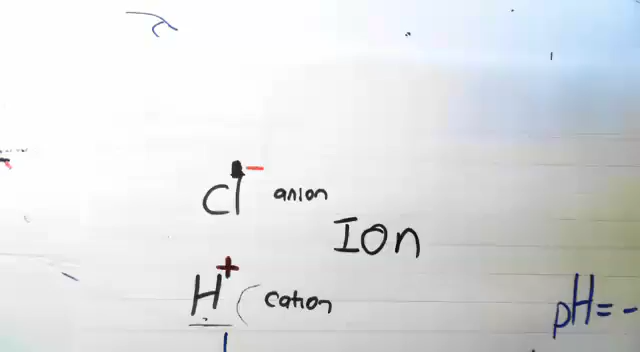 Cl⁻ anion
Ion
H⁺ cation
pH = -